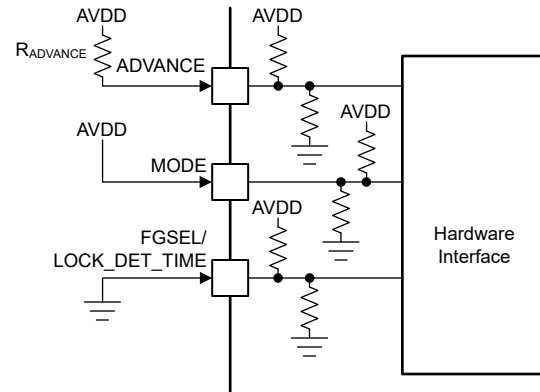 AVDD
AVDD
RADVANCE
ADVANCE
AVDD
AVDD
MODE
AVDD
FGSEL/
LOCK_DET_TIME
Hardware
Interface